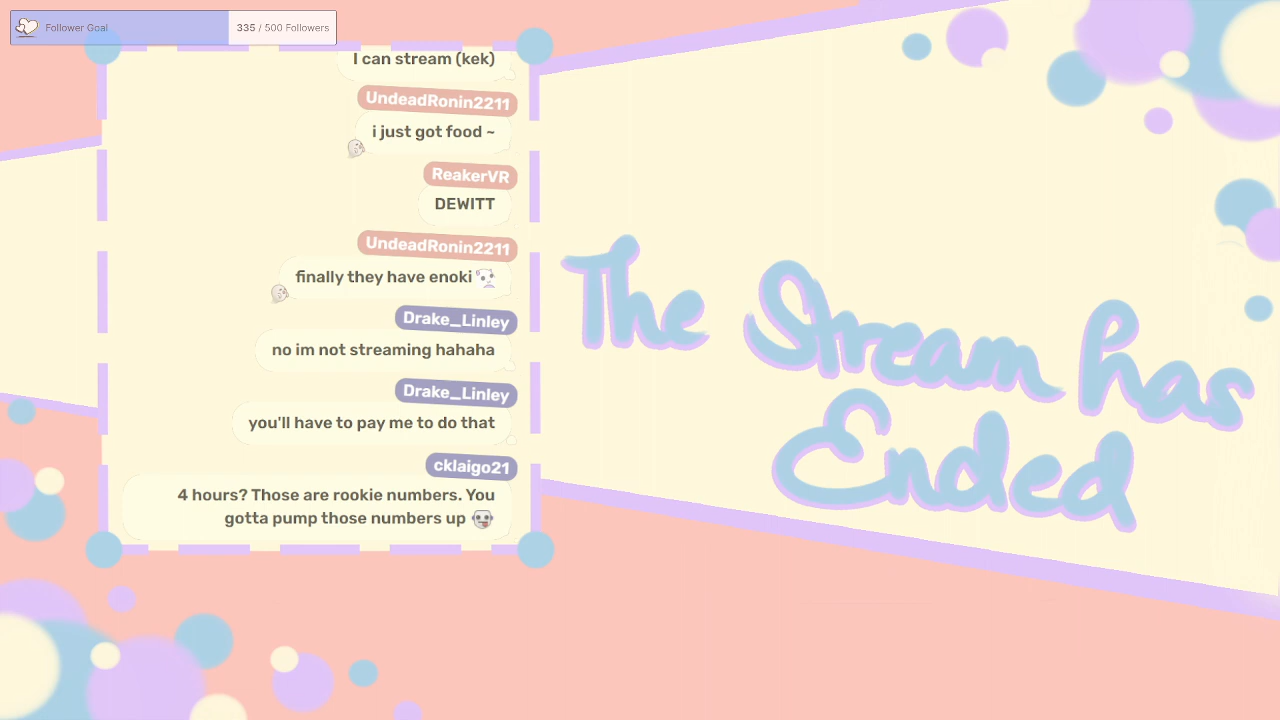 Follower Goal
335 / 500 Followers
I can stream (kek)
UndeadRonin2211
i just got food ~
ReakerVR
DEWITT
UndeadRonin2211
finally they have enoki
Drake_Linley
no im not streaming hahaha
Drake_Linley
you'll have to pay me to do that
cklaigo21
4 hours? Those are rookie numbers. You
gotta pump those numbers up
The Stream has
Ended